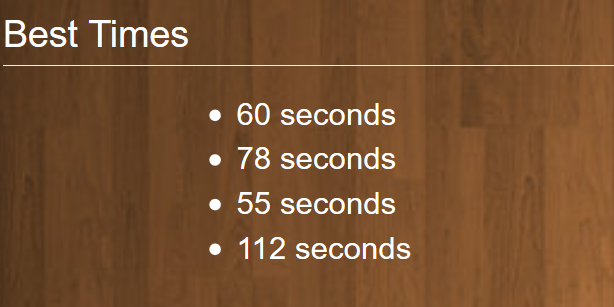 Best Times
60 seconds
78 seconds
55 seconds
112 seconds